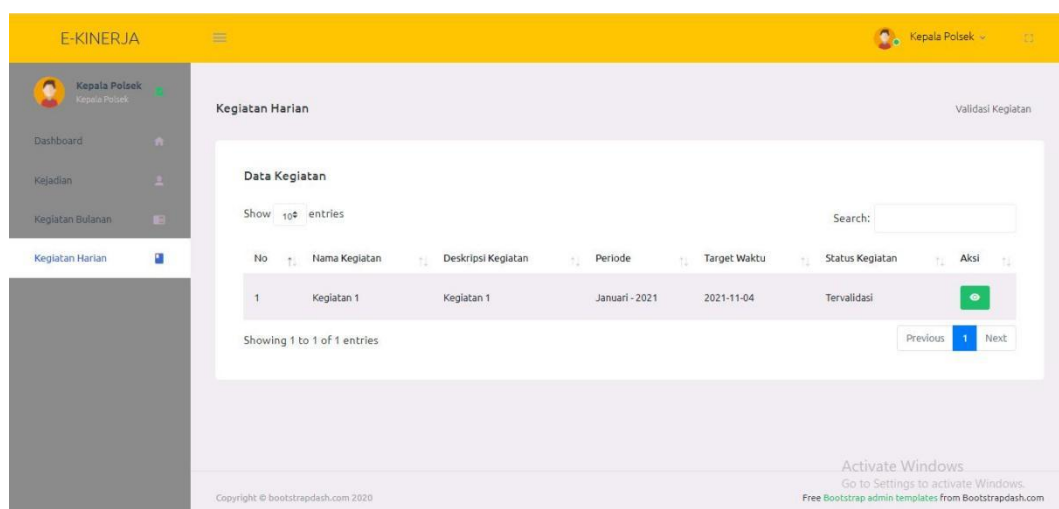 E-KINERJA
Kepala Polsek
Kepala Polsek
Kepala Polsek
Dashboard
Kejadian
Kegiatan Bulanan
Kegiatan Harian
Kegiatan Harian
Validasi Kegiatan
Data Kegiatan
Show 10 entries
Search:
No Nama Kegiatan Deskripsi Kegiatan Periode Target Waktu Status Kegiatan Aksi
1 Kegiatan 1 Kegiatan 1 Januari - 2021 2021-11-04 Tervalidasi
Showing 1 to 1 of 1 entries
Previous 1 Next
Activate Windows
Go to Settings to activate Windows.
Copyright © bootstrapdash.com 2020
Free Bootstrap admin templates from Bootstrapdash.com